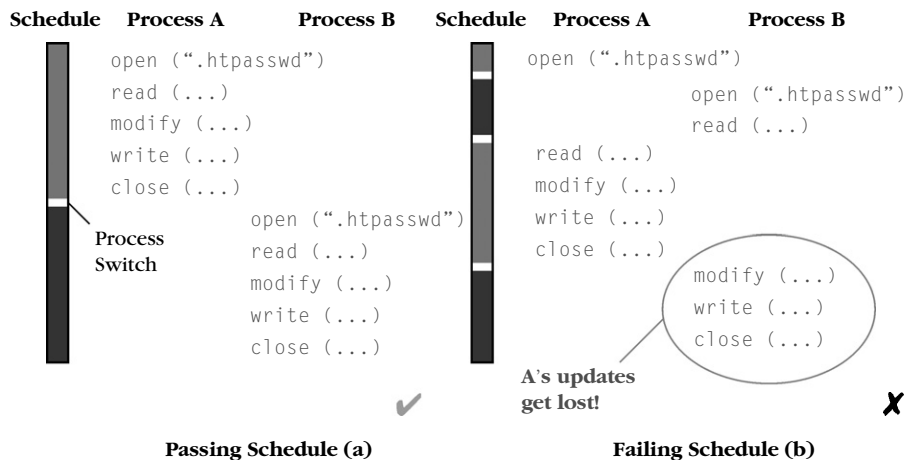 Schedule Process A Process B Schedule Process A Process B
open (“.htpasswd”)
read (...)
modify (...)
write (...)
close (...)
Process
Switch
open (“.htpasswd”)
read (...)
modify (...)
write (...)
close (...)
Passing Schedule (a)
open (“.htpasswd”)
open (“.htpasswd”)
read (...)
read (...)
modify (...)
write (...)
close (...)
modify (...)
write (...)
close (...)
A's updates
get lost!
Failing Schedule (b)